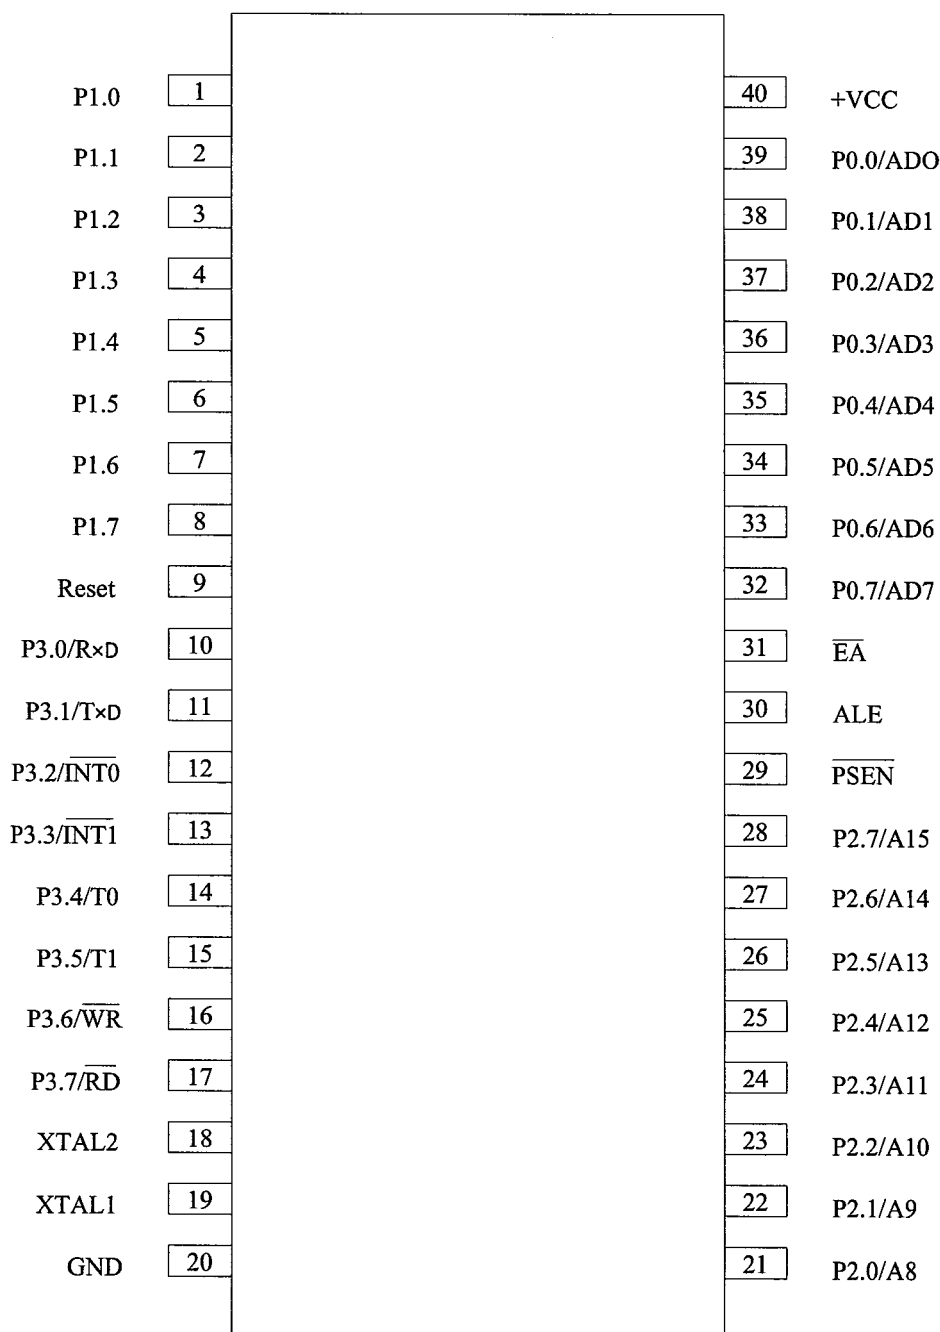 P1.0 1 40 +VCC
P1.1 2 39 P0.0/ADO
P1.2 3 38 P0.1/AD1
P1.3 4 37 P0.2/AD2
P1.4 5 36 P0.3/AD3
P1.5 6 35 P0.4/AD4
P1.6 7 34 P0.5/AD5
P1.7 8 33 P0.6/AD6
Reset 9 32 P0.7/AD7
P3.0/R×D 10 31 E̅A̅
P3.1/T×D 11 30 ALE
P3.2/I̅N̅T̅0̅ 12 29 P̅S̅E̅N̅
P3.3/I̅N̅T̅1̅ 13 28 P2.7/A15
P3.4/T0 14 27 P2.6/A14
P3.5/T1 15 26 P2.5/A13
P3.6/W̅R̅ 16 25 P2.4/A12
P3.7/R̅D̅ 17 24 P2.3/A11
XTAL2 18 23 P2.2/A10
XTAL1 19 22 P2.1/A9
GND 20 21 P2.0/A8